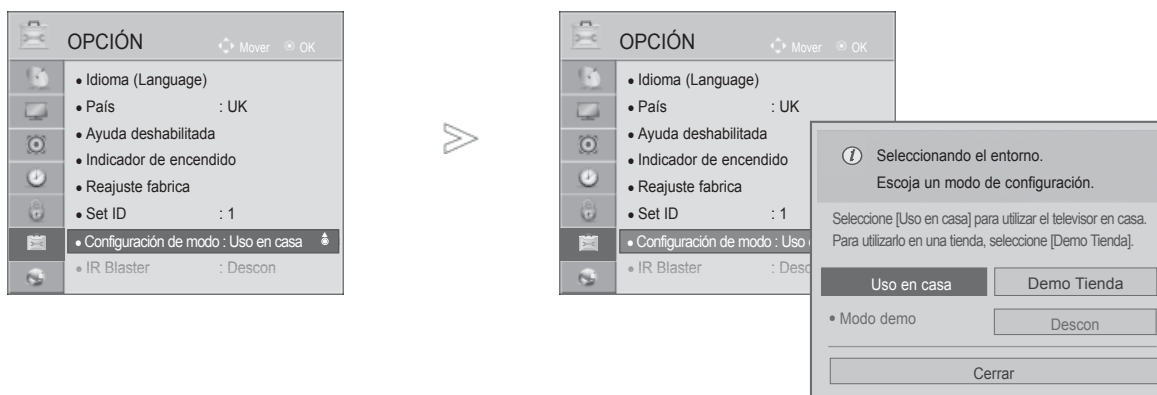 OPCIÓN Mover OK
• Idioma (Language)
• País : UK
• Ayuda deshabilitada
• Indicador de encendido
• Reajuste fabrica
• Set ID : 1
• Configuración de modo : Uso en casa
• IR Blaster : Descon
OPCIÓN Mover OK
• Idioma (Language)
• País : UK
• Ayuda deshabilitada
• Indicador de encendido
• Reajuste fabrica
• Set ID : 1
• Configuración de modo : Uso
• IR Blaster : Desc
Seleccionando el entorno.
Escoja un modo de configuración.
Seleccione [Uso en casa] para utilizar el televisor en casa.
Para utilizarlo en una tienda, seleccione [Demo Tienda].
Uso en casa Demo Tienda
• Modo demo Descon
Cerrar